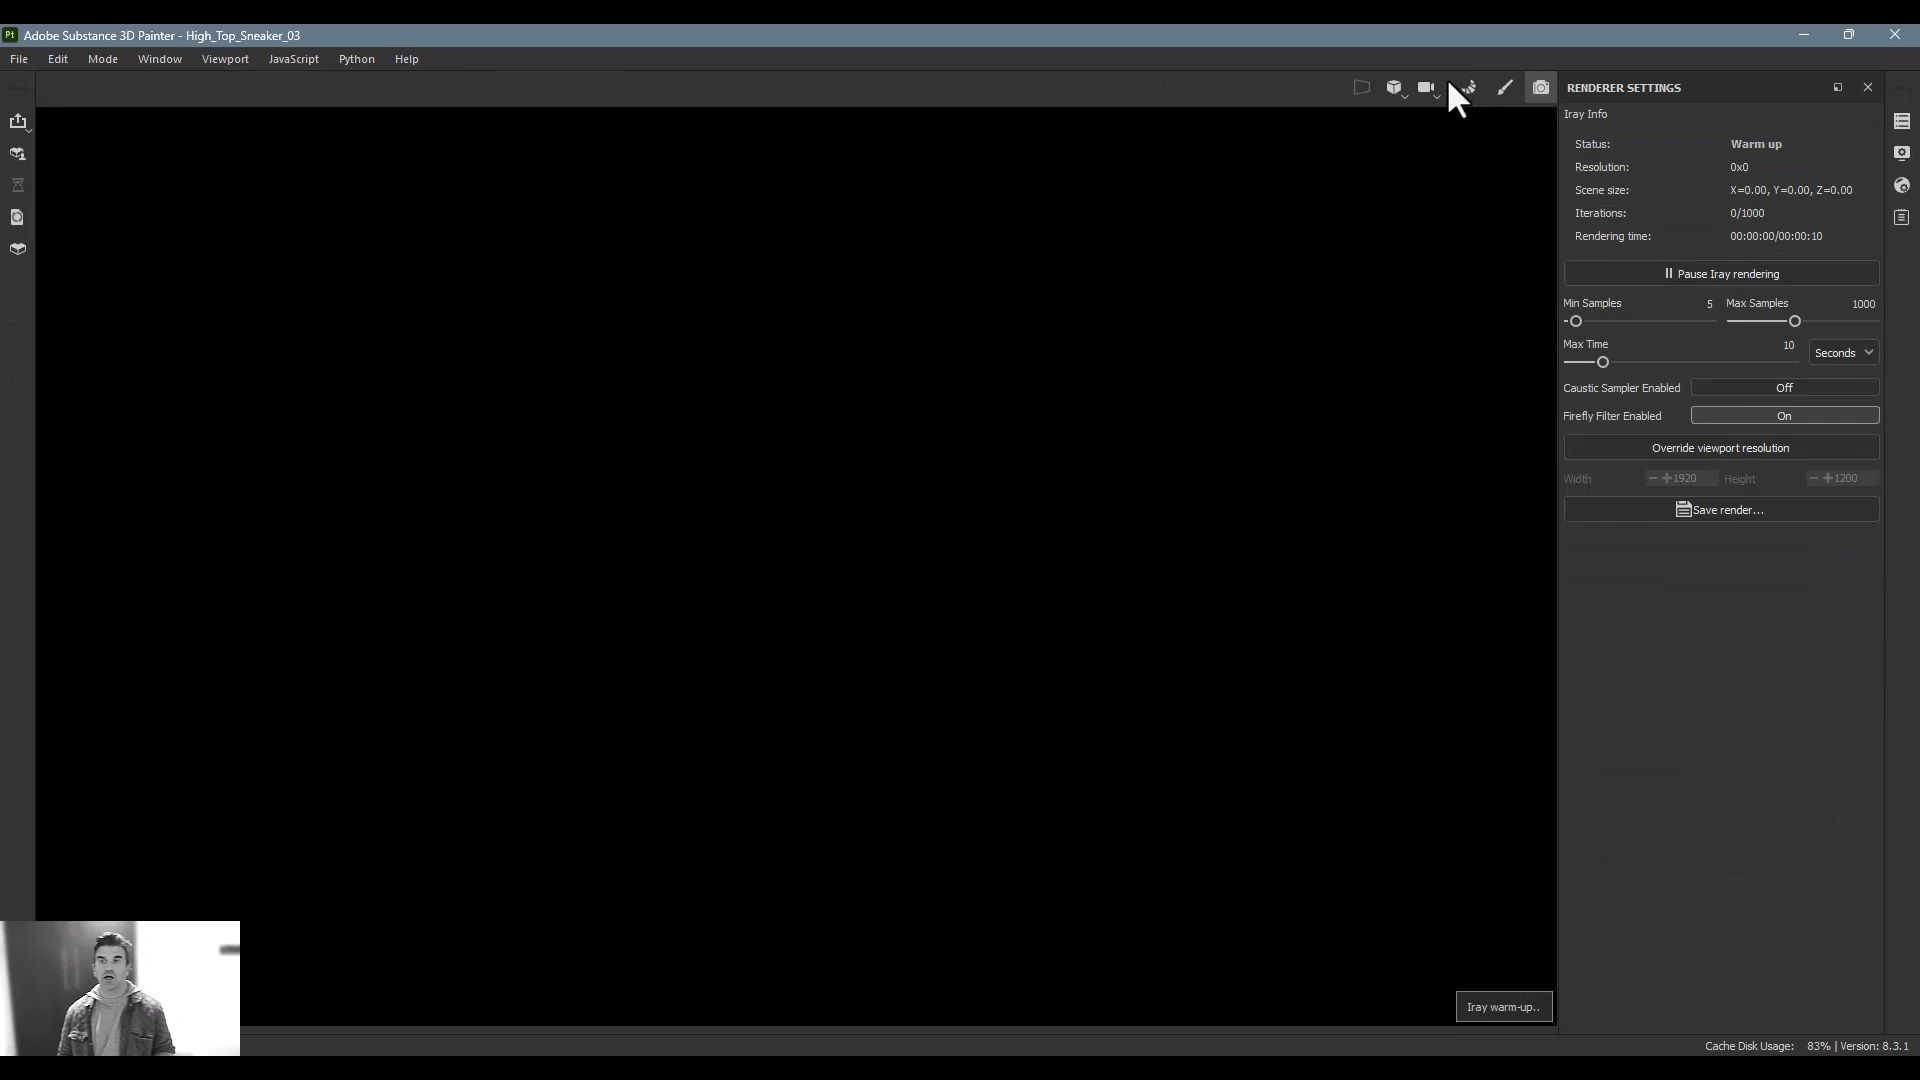 Pt Adobe Substance 3D Painter - High_Top_Sneaker_03
File Edit Mode Window Viewport JavaScript Python Help
RENDERER SETTINGS
Iray Info
Status: Warm up
Resolution: 0x0
Scene size: X=0.00, Y=0.00, Z=0.00
Iterations: 0/1000
Rendering time: 00:00:00/00:00:10
Pause Iray rendering
Min Samples 5 Max Samples 1000
Max Time 10 Seconds
Caustic Sampler Enabled Off
Firefly Filter Enabled On
Override viewport resolution
Width 1920 Height 1200
Save render...
Iray warm-up..
Cache Disk Usage: 83% | Version: 8.3.1